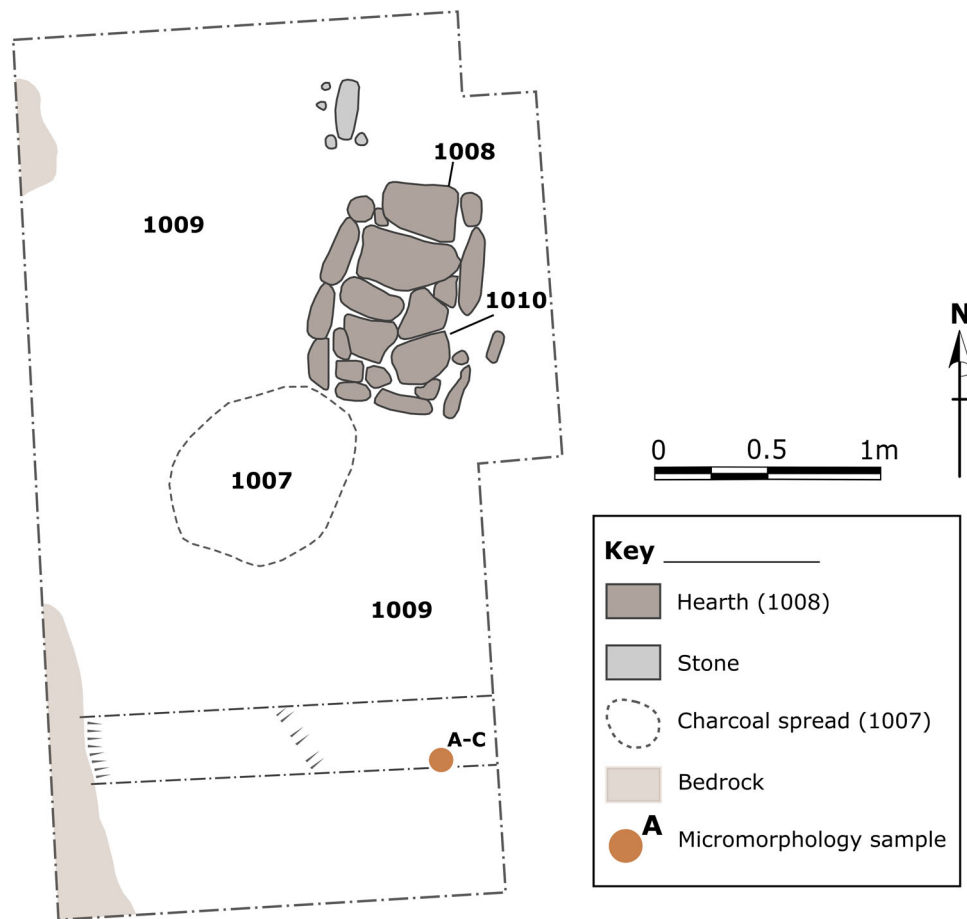 1008
1009
1010
N
0 0.5 1m
1007
Key
Hearth (1008)
1009
Stone
Charcoal spread (1007)
A-C
Bedrock
A Micromorphology sample